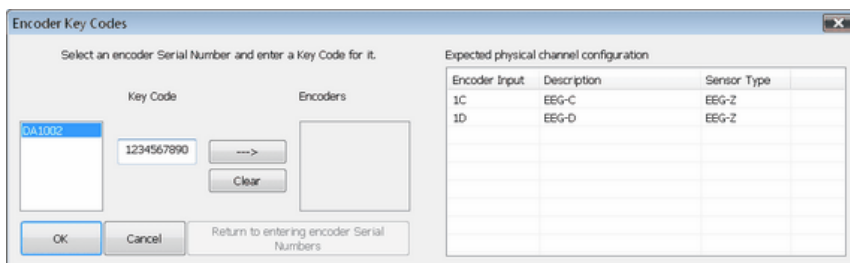 Encoder Key Codes
Select an encoder Serial Number and enter a Key Code for it.
Key Code
Encoders
OA1002
1234567890
--->
Clear
OK
Cancel
Return to entering encoder Serial
Numbers
Expected physical channel configuration
Encoder Input Description Sensor Type
1C EEG-C EEG-Z
1D EEG-D EEG-Z